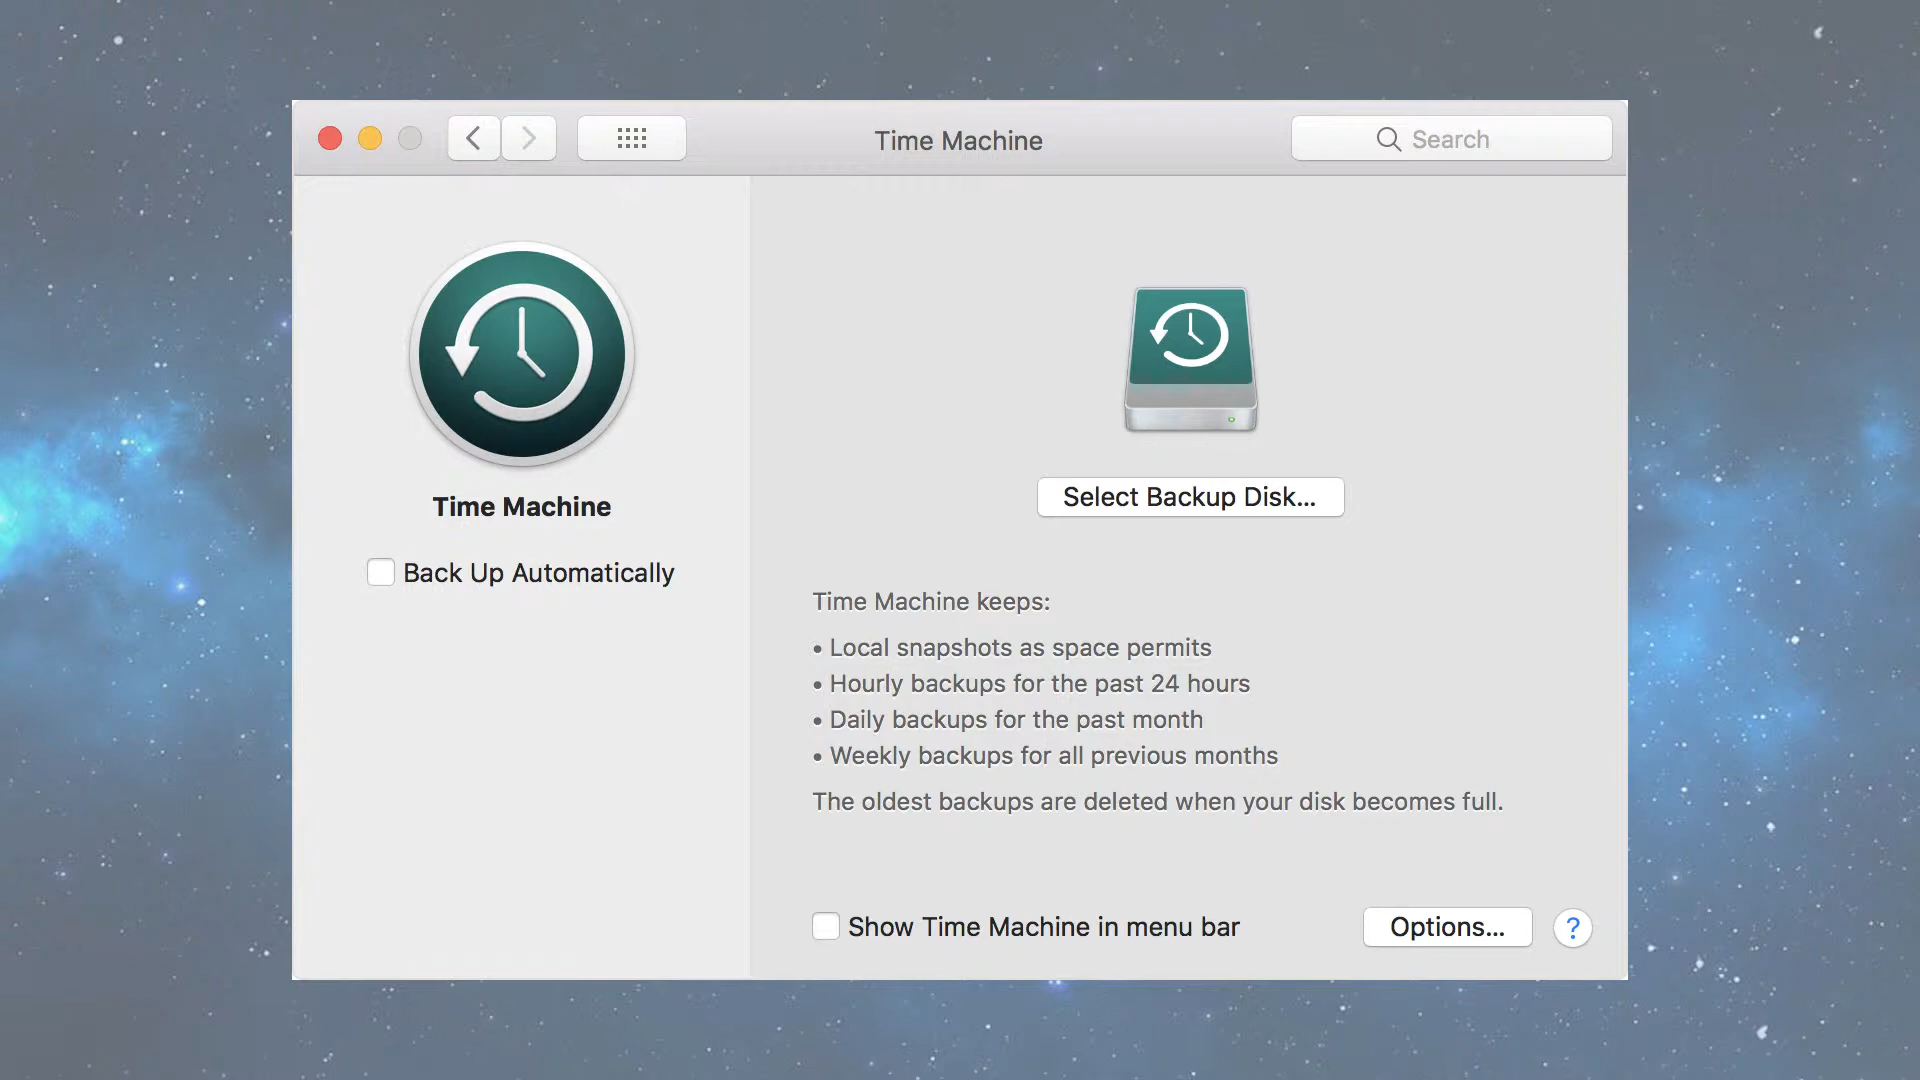 Time Machine
Search
Time Machine
Back Up Automatically
Select Backup Disk...
Time Machine keeps:
• Local snapshots as space permits
• Hourly backups for the past 24 hours
• Daily backups for the past month
• Weekly backups for all previous months
The oldest backups are deleted when your disk becomes full.
Show Time Machine in menu bar
Options...
?